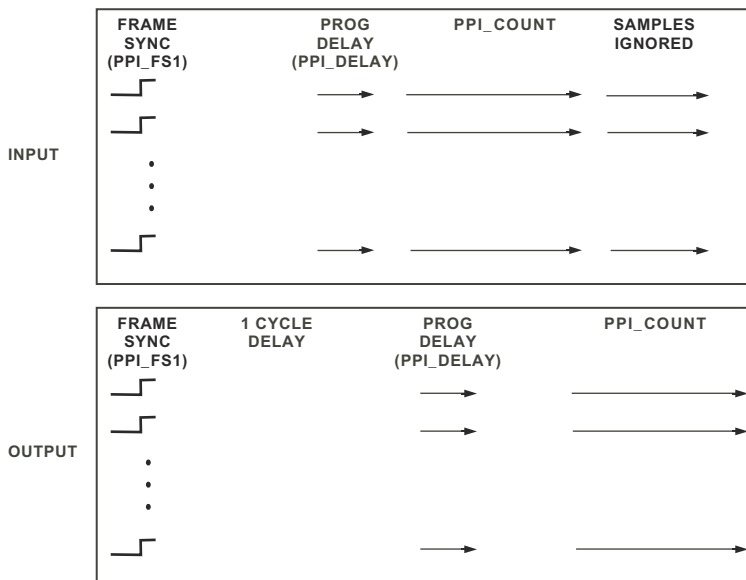 FRAME
SYNC
(PPI_FS1)
PROG
DELAY
(PPI_DELAY)
PPI_COUNT
SAMPLES
IGNORED
INPUT
FRAME
SYNC
(PPI_FS1)
1 CYCLE
DELAY
PROG
DELAY
(PPI_DELAY)
PPI_COUNT
OUTPUT